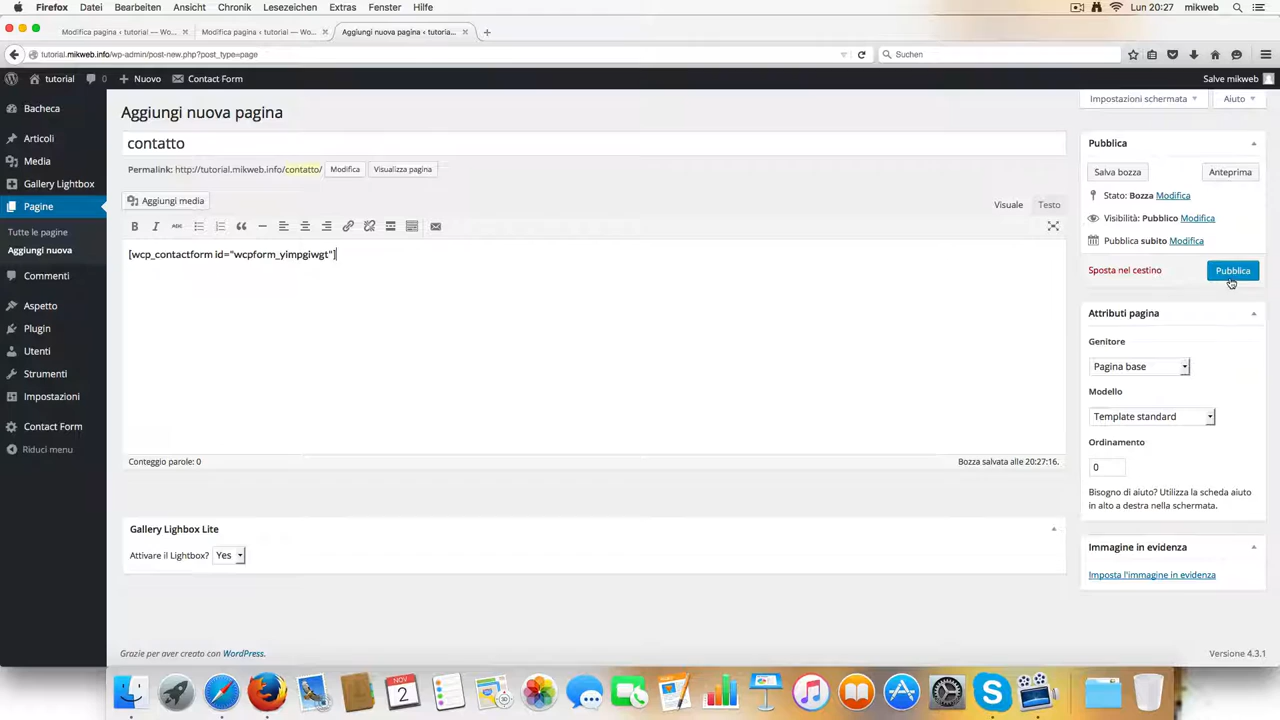 Firefox Datei Bearbeiten Ansicht Chronik Lesezeichen Extras Fenster Hilfe Lun 20:27 mikweb
Modifica pagina ‹ tutorial — Wo... Modifica pagina ‹ tutorial — Wo... Aggiungi nuova pagina ‹ tutoria...
tutorial.mikweb.info/wp-admin/post-new.php?post_type=page Suchen
tutorial 0 Nuovo Contact Form Salve mikweb
Impostazioni schermata Aiuto
Bacheca
Articoli
Media
Gallery Lightbox
Pagine
Tutte le pagine
Aggiungi nuova
Commenti
Aspetto
Plugin
Utenti
Strumenti
Impostazioni
Contact Form
Riduci menu
Aggiungi nuova pagina
contatto
Permalink: http://tutorial.mikweb.info/contatto/ Modifica Visualizza pagina
Aggiungi media Visuale Testo
B I ABC
[wcp_contactform id="wcpform_yimpgiwgt"]
Conteggio parole: 0 Bozza salvata alle 20:27:16.
Gallery Lighbox Lite
Attivare il Lightbox? Yes
Pubblica
Salva bozza Anteprima
Stato: Bozza Modifica
Visibilità: Pubblico Modifica
Pubblica subito Modifica
Sposta nel cestino Pubblica
Attributi pagina
Genitore
Pagina base
Modello
Template standard
Ordinamento
0
Bisogno di aiuto? Utilizza la scheda aiuto
in alto a destra nella schermata.
Immagine in evidenza
Imposta l'immagine in evidenza
Grazie per aver creato con WordPress. Versione 4.3.1
NOV
2